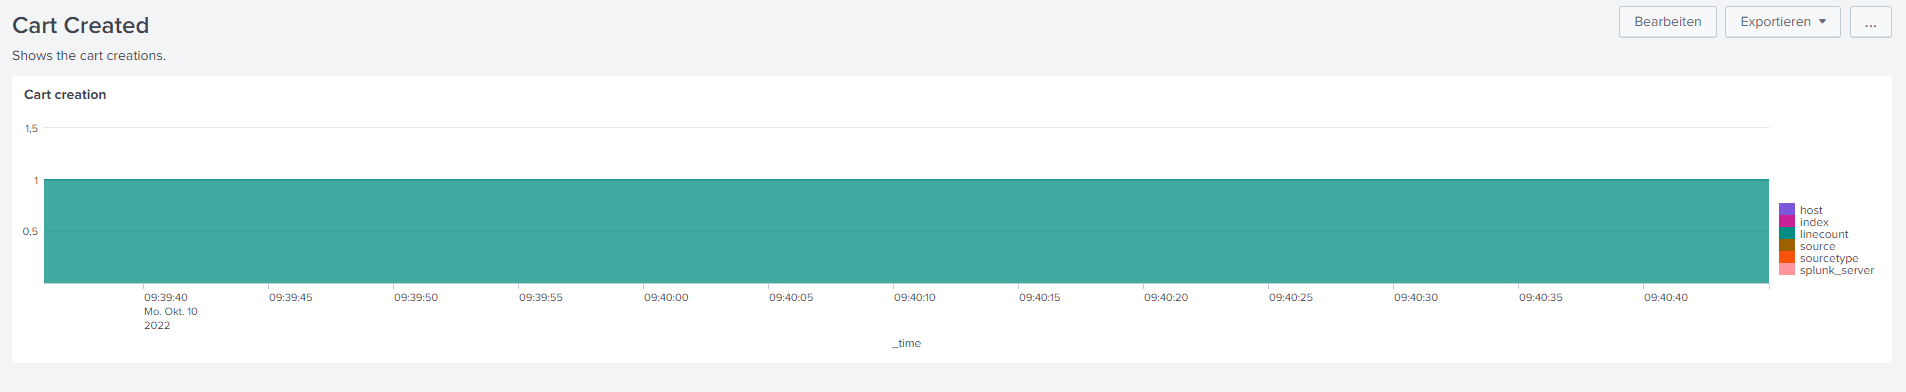 Cart Created
Bearbeiten
Exportieren
...
Shows the cart creations.
Cart creation
1,5
1
0,5
host
index
linecount
source
sourcetype
splunk_server
09:39:40 09:39:45 09:39:50 09:39:55 09:40:00 09:40:05 09:40:10 09:40:15 09:40:20 09:40:25 09:40:30 09:40:35 09:40:40
Mo. Okt. 10
2022
_time